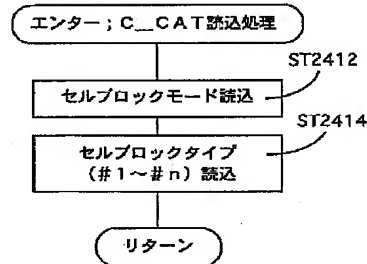 エンター；C＿CAT読込処理
ST2412
セルブロックモード読込
ST2414
セルブロックタイプ
（＃1〜＃n）読込
リターン